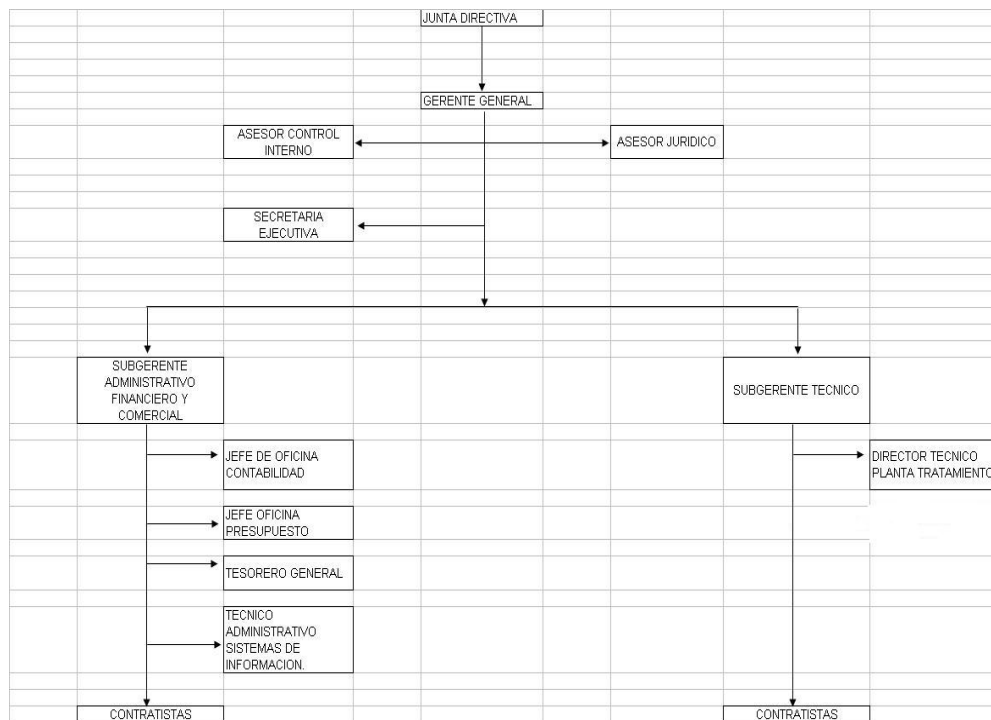 JUNTA DIRECTIVA
GERENTE GENERAL
ASESOR CONTROL
INTERNO
ASESOR JURIDICO
SECRETARIA
EJECUTIVA
SUBGERENTE
ADMINISTRATIVO
FINANCIERO Y
COMERCIAL
SUBGERENTE TECNICO
JEFE DE OFICINA
CONTABILIDAD
DIRECTOR TECNICO
PLANTA TRATAMIENTO
JEFE OFICINA
PRESUPUESTO
TESORERO GENERAL
TECNICO
ADMINISTRATIVO
SISTEMAS DE
INFORMACION.
CONTRATISTAS
CONTRATISTAS